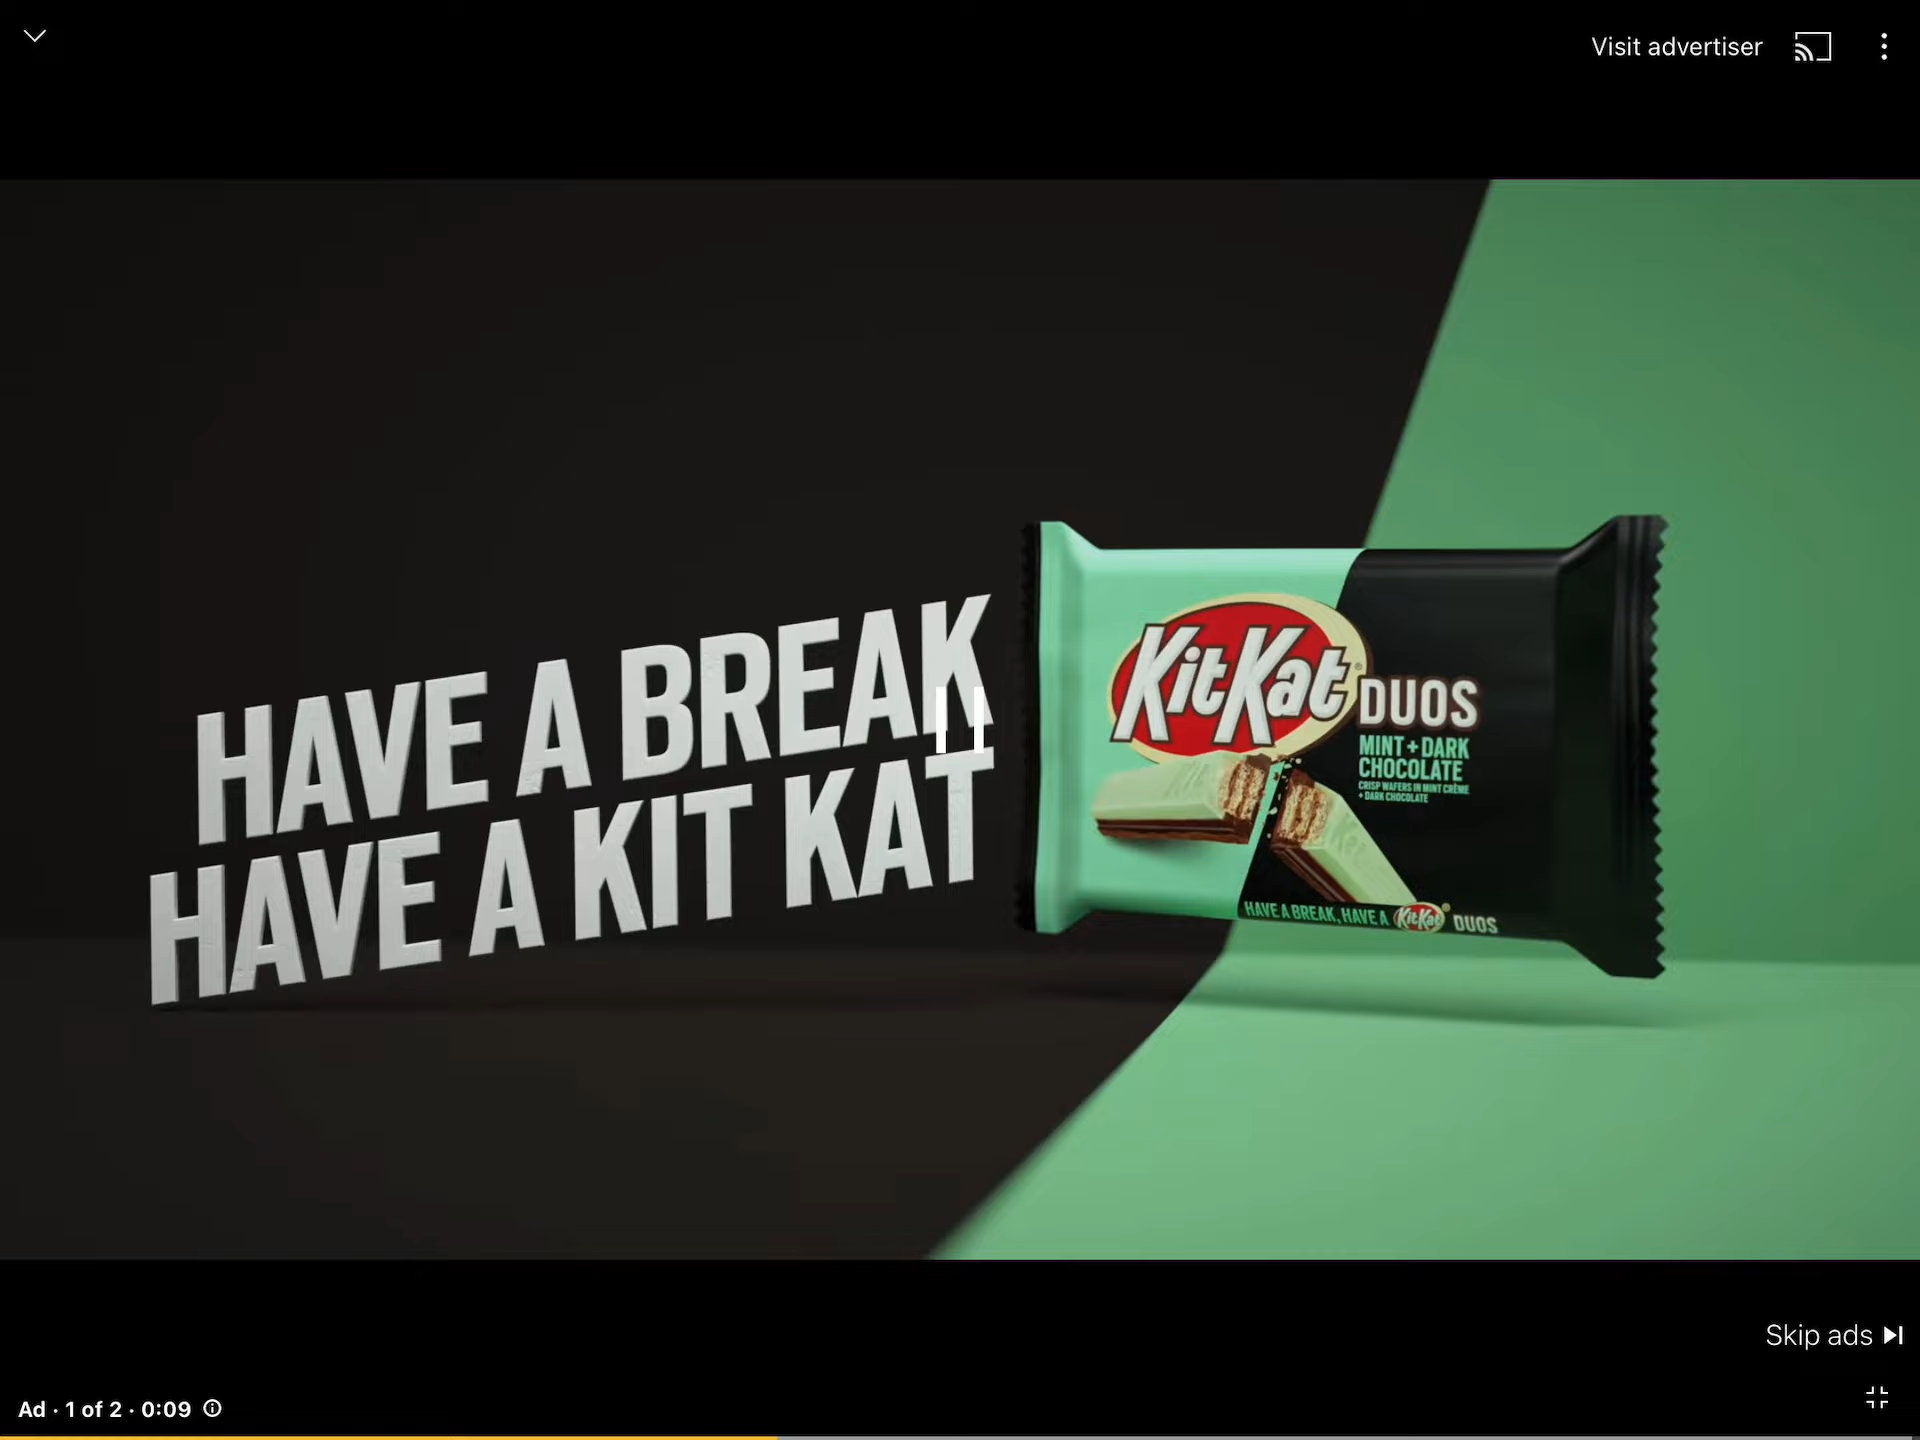 Visit advertiser
HAVE A BREAK
HAVE A KIT KAT
KitKat®
DUOS
MINT + DARK
CHOCOLATE
CRISP WAFERS IN MINT CRÈME
+ DARK CHOCOLATE
HAVE A BREAK, HAVE A KitKat® DUOS
Skip ads
Ad · 1 of 2 · 0:09